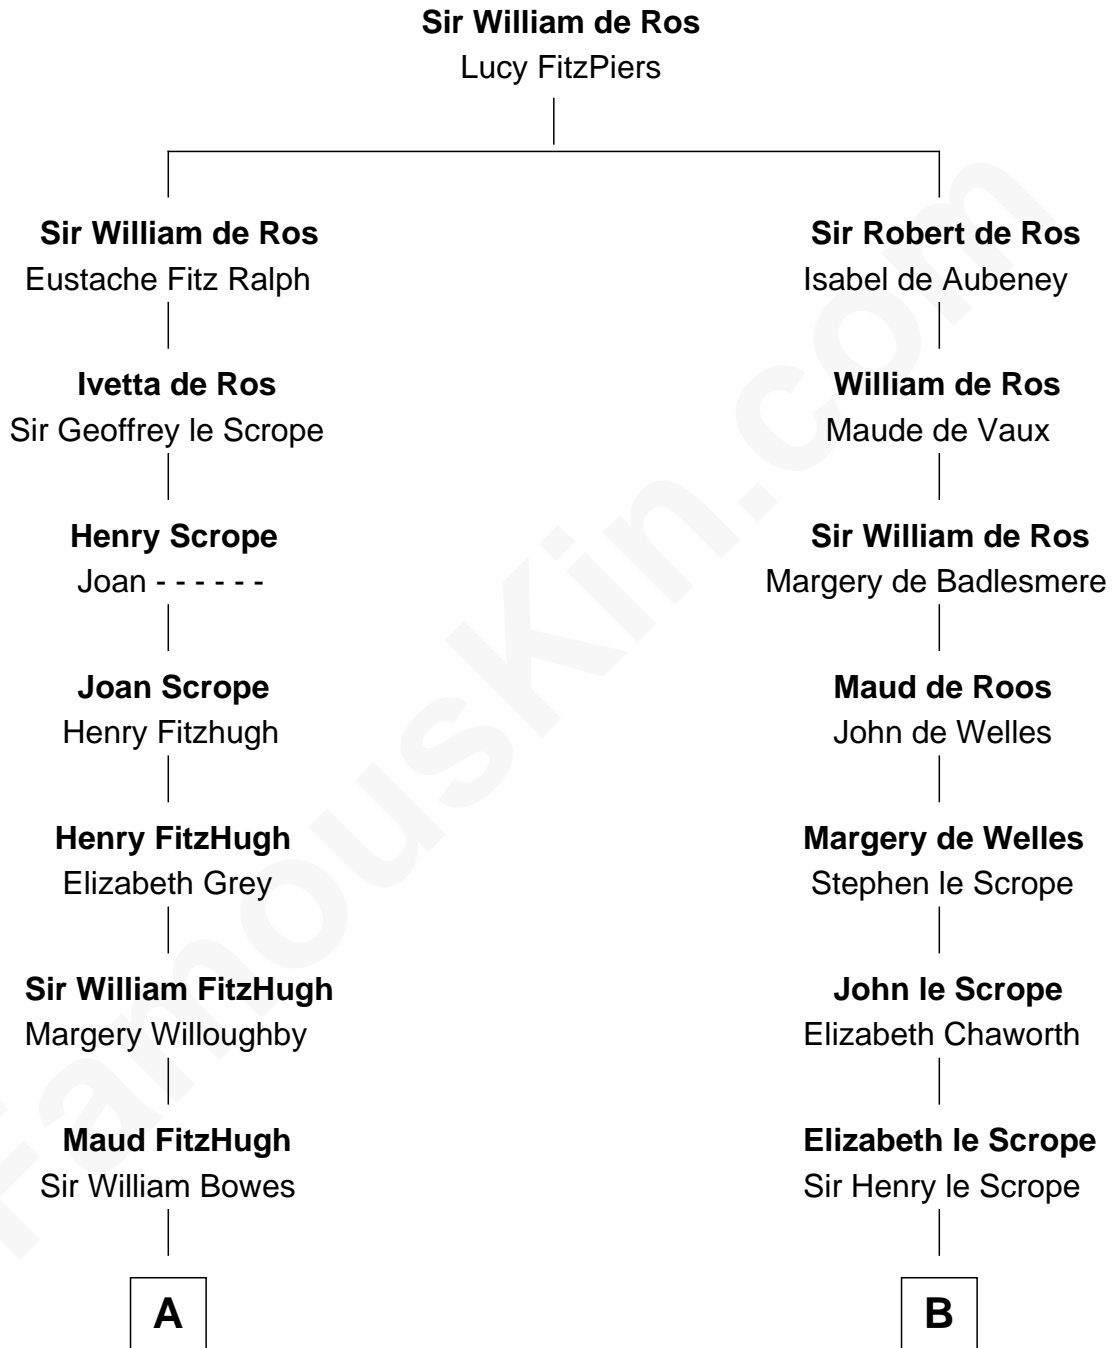 Sir William de Ros
Lucy FitzPiers
Sir William de Ros
Eustache Fitz Ralph
Sir Robert de Ros
Isabel de Aubeney
Ivetta de Ros
Sir Geoffrey le Scrope
William de Ros
Maude de Vaux
Henry Scrope
Joan - - - - - -
Sir William de Ros
Margery de Badlesmere
Joan Scrope
Henry Fitzhugh
Maud de Roos
John de Welles
Henry FitzHugh
Elizabeth Grey
Margery de Welles
Stephen le Scrope
Sir William FitzHugh
Margery Willoughby
John le Scrope
Elizabeth Chaworth
Maud FitzHugh
Sir William Bowes
Elizabeth le Scrope
Sir Henry le Scrope
A
B
FamousKin.com